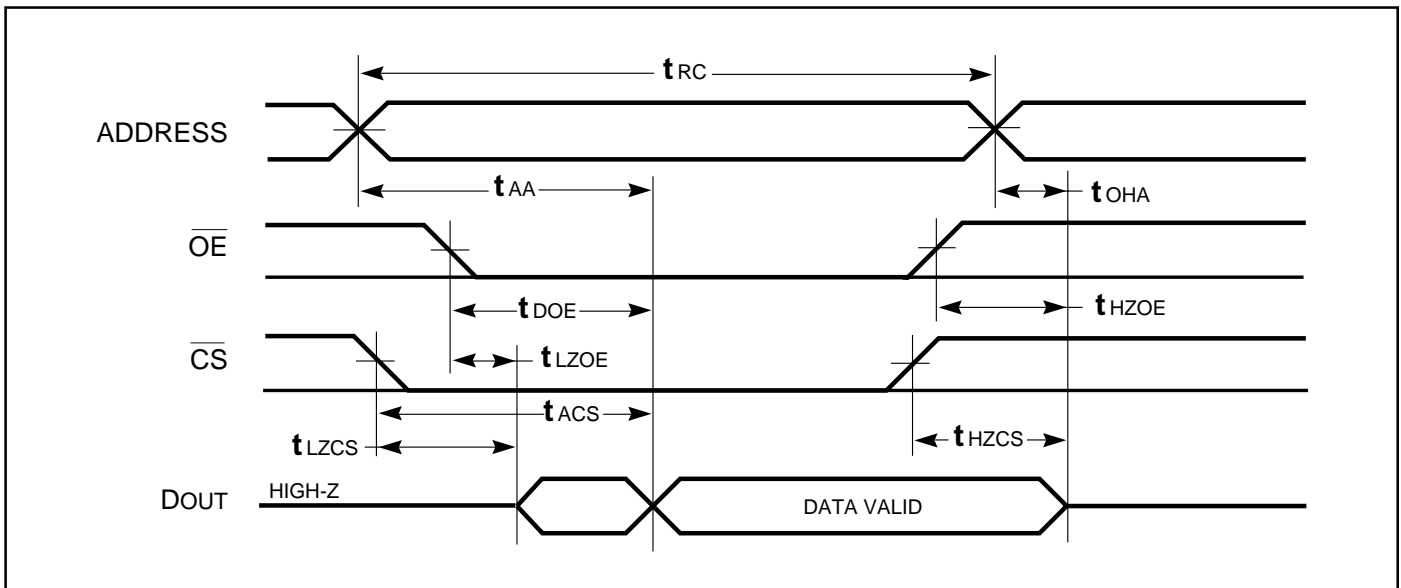 tRC
ADDRESS
tAA
tOHA
OE
tDOE
tHZOE
CS
tLZOE
tACS
tLZCS
tHZCS
DOUT
HIGH-Z
DATA VALID